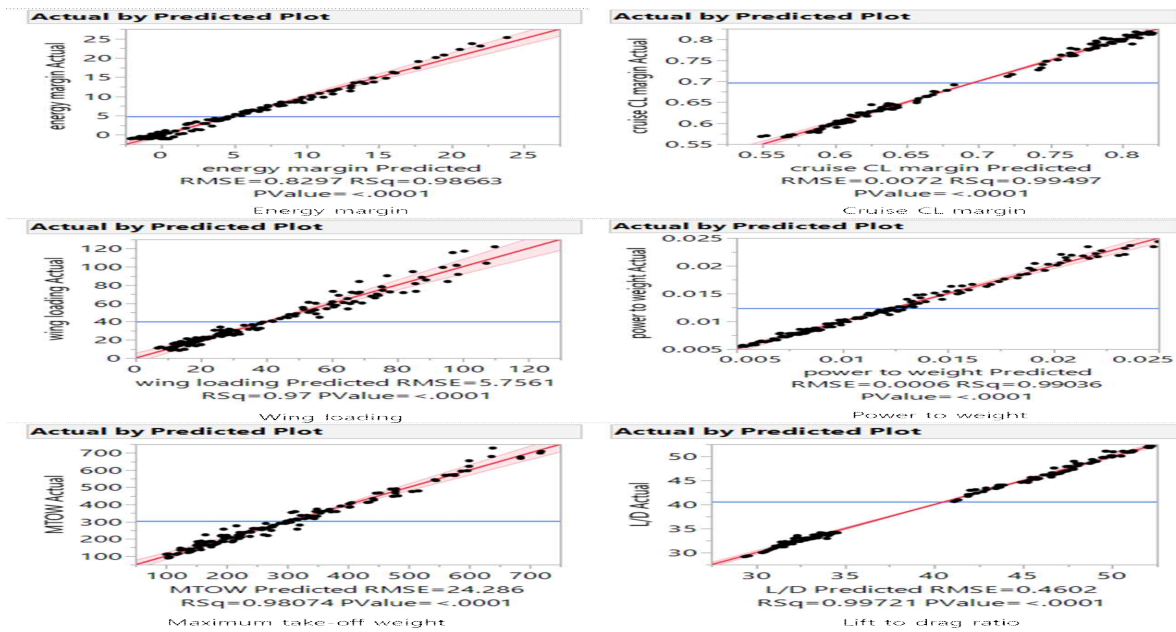 Actual by Predicted Plot
energy margin Actual
25
20
15
10
5
0
0 5 10 15 20 25
energy margin Predicted
RMSE=0.8297 RSq=0.98663
PValue=<.0001
Energy margin
Actual by Predicted Plot
cruise CL margin Actual
0.8
0.75
0.7
0.65
0.6
0.55
0.55 0.6 0.65 0.7 0.75 0.8
cruise CL margin Predicted
RMSE=0.0072 RSq=0.99497
PValue=<.0001
Cruise CL margin
Actual by Predicted Plot
wing loading Actual
120
100
80
60
40
20
0
0 20 40 60 80 100 120
wing loading Predicted RMSE=5.7561
RSq=0.97 PValue=<.0001
Wing loading
Actual by Predicted Plot
power to weight Actual
0.025
0.02
0.015
0.01
0.005
0.005 0.01 0.015 0.02 0.025
power to weight Predicted
RMSE=0.0006 RSq=0.99036
PValue=<.0001
Power to weight
Actual by Predicted Plot
MTOW Actual
700
600
500
400
300
200
100
100 200 300 400 500 600 700
MTOW Predicted RMSE=24.286
RSq=0.98074 PValue=<.0001
Maximum take-off weight
Actual by Predicted Plot
L/D Actual
50
45
40
35
30
30 35 40 45 50
L/D Predicted RMSE=0.4602
RSq=0.99721 PValue=<.0001
Lift to drag ratio